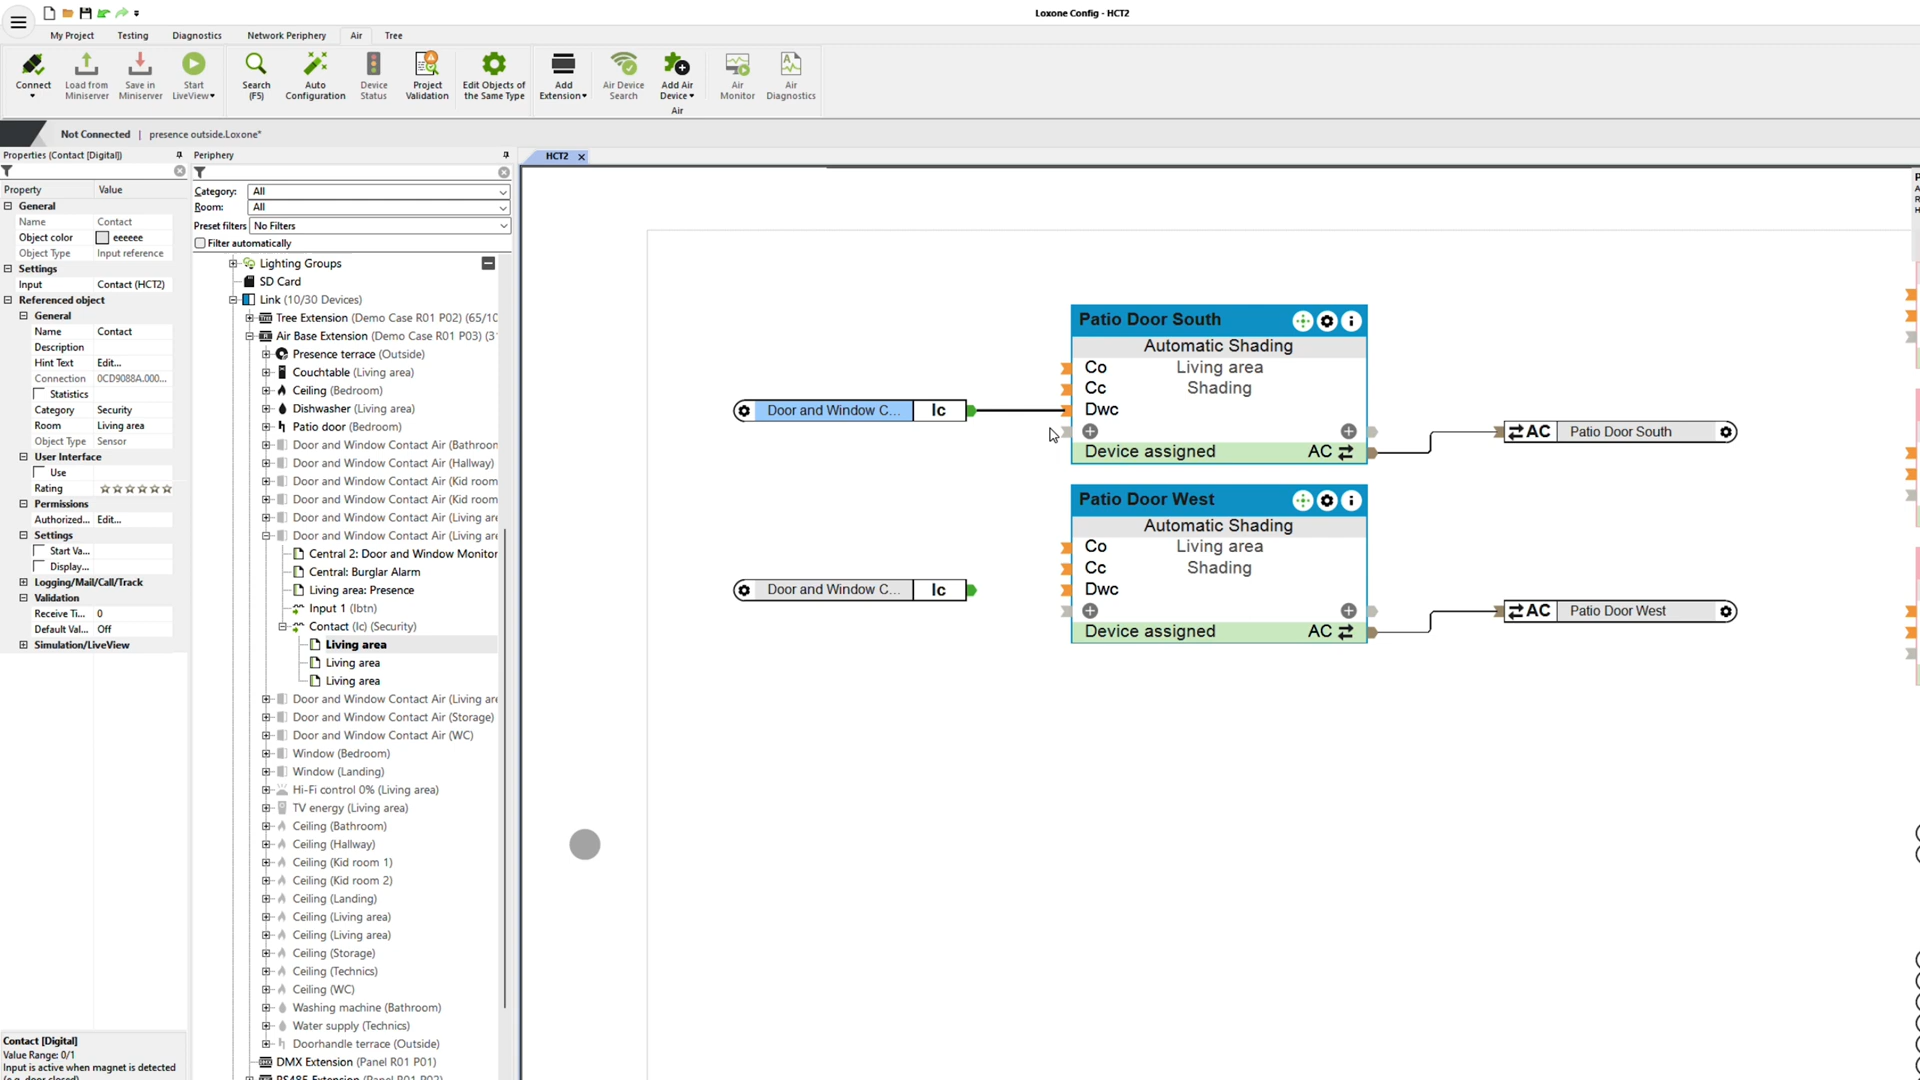 Loxone Config - HCT2
My Project
Testing
Diagnostics
Network Periphery
Air
Tree
Connect
Load from Miniserver
Save in Miniserver
Start LiveView
Search (F5)
Auto Configuration
Device Status
Project Validation
Edit Objects of the Same Type
Add Extension
Air Device Search
Add Air Device
Air Monitor
Air Diagnostics
Air
Not Connected | presence outside.Loxone*
Properties (Contact [Digital])
Property Value
General
Name Contact
Object color eeeeee
Object Type Input reference
Settings
Input Contact (HCT2)
Referenced object
General
Name Contact
Description
Hint Text Edit...
Connection 0CD9088A.000...
Statistics
Category Security
Room Living area
Object Type Sensor
User Interface
Use
Rating
Permissions
Authorized... Edit...
Settings
Start Va...
Display...
Logging/Mail/Call/Track
Validation
Receive Ti... 0
Default Val... Off
Simulation/LiveView
Contact [Digital]
Value Range: 0/1
Input is active when magnet is detected
(e.g. door closed)
Periphery
Category: All
Room: All
Preset filters No Filters
Filter automatically
Lighting Groups
SD Card
Link (10/30 Devices)
Tree Extension (Demo Case R01 P02) (65/10
Air Base Extension (Demo Case R01 P03) (3
Presence terrace (Outside)
Couchtable (Living area)
Ceiling (Bedroom)
Dishwasher (Living area)
Patio door (Bedroom)
Door and Window Contact Air (Bathroon
Door and Window Contact Air (Hallway)
Door and Window Contact Air (Kid room
Door and Window Contact Air (Kid room
Door and Window Contact Air (Living are
Door and Window Contact Air (Living are
Central 2: Door and Window Monitor
Central: Burglar Alarm
Living area: Presence
Input 1 (Ibtn)
Contact (Ic) (Security)
Living area
Living area
Living area
Door and Window Contact Air (Living are
Door and Window Contact Air (Storage)
Door and Window Contact Air (WC)
Window (Bedroom)
Window (Landing)
Hi-Fi control 0% (Living area)
TV energy (Living area)
Ceiling (Bathroom)
Ceiling (Hallway)
Ceiling (Kid room 1)
Ceiling (Kid room 2)
Ceiling (Landing)
Ceiling (Living area)
Ceiling (Living area)
Ceiling (Storage)
Ceiling (Technics)
Ceiling (WC)
Washing machine (Bathroom)
Water supply (Technics)
Doorhandle terrace (Outside)
DMX Extension (Panel R01 P01)
RS485 Extension (Panel R01 P02)
HCT2
Patio Door South
Automatic Shading
Co Living area
Cc Shading
Door and Window C... Ic
Dwc
Device assigned AC
AC Patio Door South
Patio Door West
Automatic Shading
Co Living area
Cc Shading
Door and Window C... Ic
Dwc
Device assigned AC
AC Patio Door West